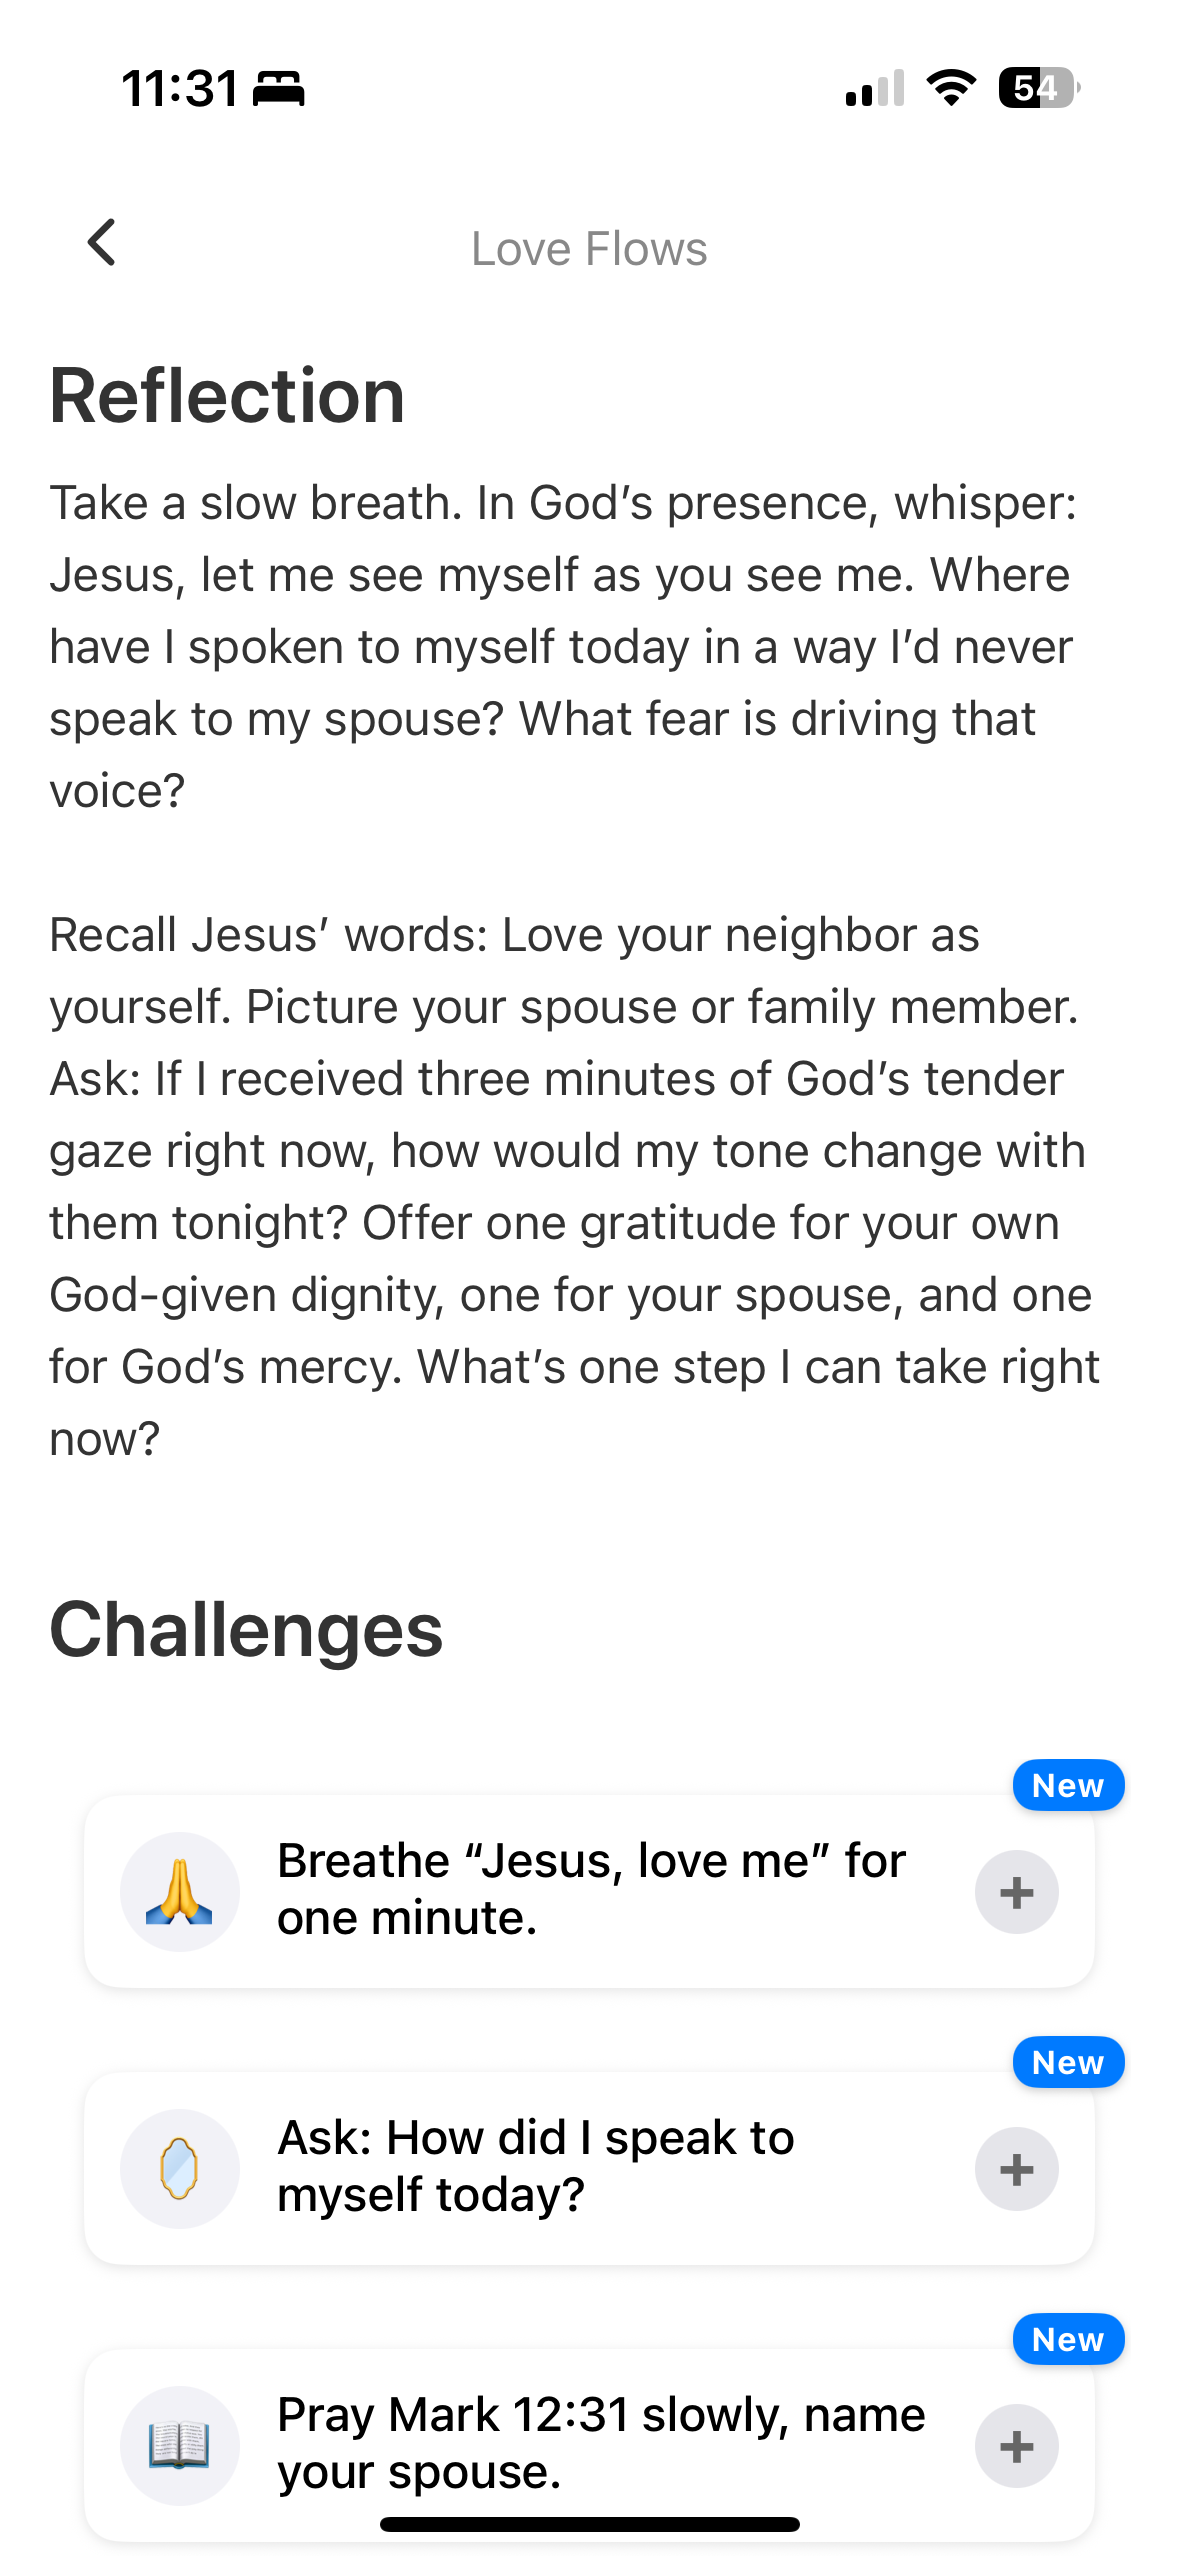 11:31
54
Love Flows
Reflection
Take a slow breath. In God’s presence, whisper:
Jesus, let me see myself as you see me. Where
have I spoken to myself today in a way I’d never
speak to my spouse? What fear is driving that
voice?
Recall Jesus’ words: Love your neighbor as
yourself. Picture your spouse or family member.
Ask: If I received three minutes of God’s tender
gaze right now, how would my tone change with
them tonight? Offer one gratitude for your own
God-given dignity, one for your spouse, and one
for God’s mercy. What’s one step I can take right
now?
Challenges
New
Breathe “Jesus, love me” for
one minute.
New
Ask: How did I speak to
myself today?
New
Pray Mark 12:31 slowly, name
your spouse.